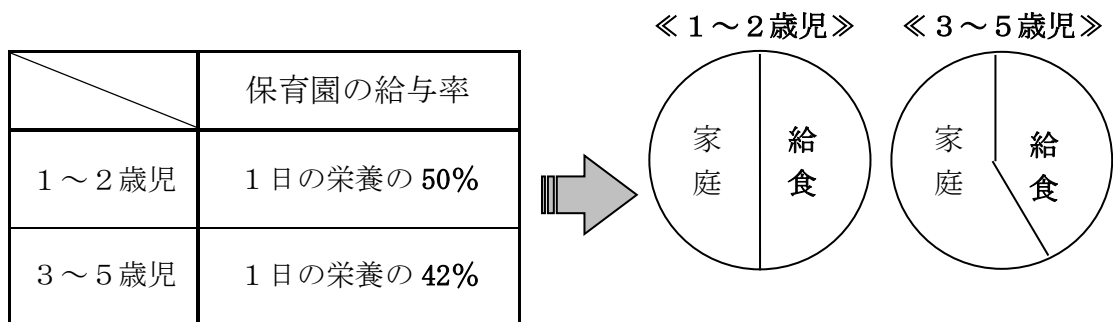 保育園の給与率
1～2歳児
1日の栄養の 50%
3～5歳児
1日の栄養の 42%
≪1～2歳児≫
家庭
給食
≪3～5歳児≫
家庭
給食